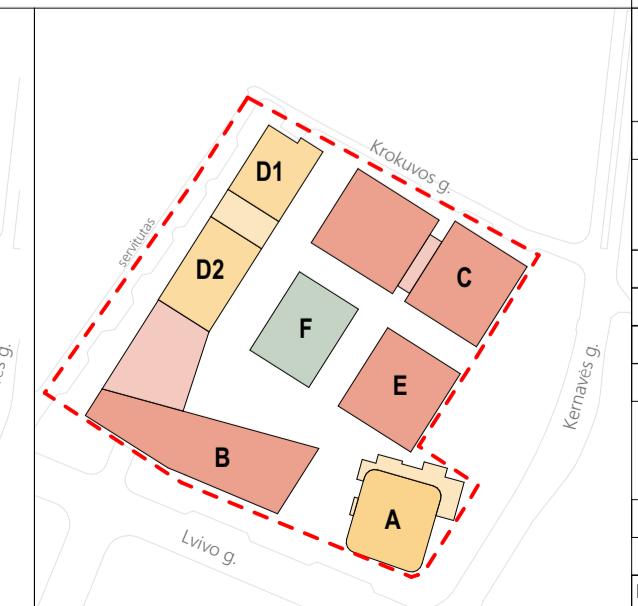 Krokuvos g.
D1
servitutas
C
D2
F
Kernavės g.
E
B
A
Lvivo g.